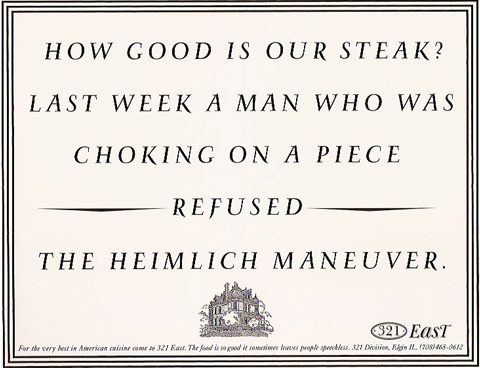 HOW GOOD IS OUR STEAK?
LAST WEEK A MAN WHO WAS
CHOKING ON A PIECE
REFUSED
THE HEIMLICH MANEUVER.
321 EAST
For the very best in American cuisine come to 321 East. The food is so good it sometimes leaves people speechless. 321 Division, Elgin IL. (708)468-0612